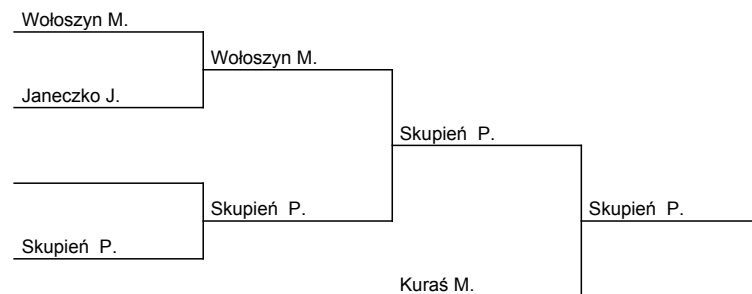 Wołoszyn M.
Wołoszyn M.
Janeczko J.
Skupień  P.
Skupień  P.
Skupień  P.
Skupień  P.
Kuraś M.